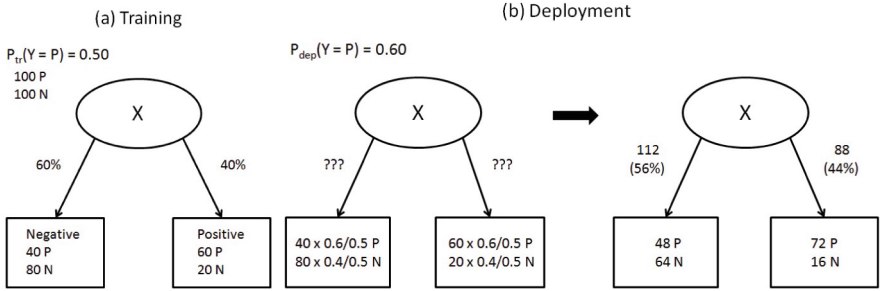 (a) Training
P_tr(Y = P) = 0.50
100 P
100 N
X
60%
40%
Negative
40 P
80 N
Positive
60 P
20 N
(b) Deployment
P_dep(Y = P) = 0.60
X
???
???
40 x 0.6/0.5 P
80 x 0.4/0.5 N
60 x 0.6/0.5 P
20 x 0.4/0.5 N
X
112
(56%)
88
(44%)
48 P
64 N
72 P
16 N